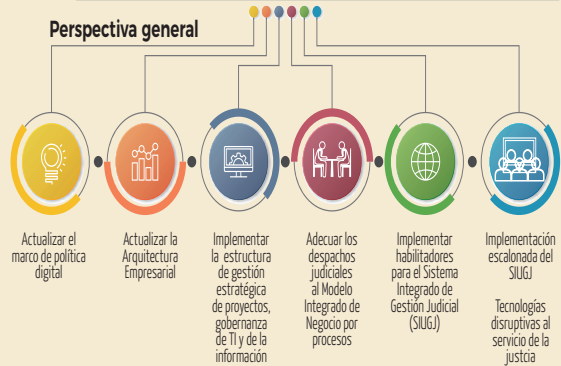 Perspectiva general
Actualizar el
marco de política
digital
Actualizar la
Arquitectura
Empresarial
Implementar
la estructura
de gestión
estratégica
de proyectos,
gobernanza
de TI y de la
información
Adecuar los
despachos
judiciales
al Modelo
Integrado de
Negocio por
procesos
Implementar
habilitadores
para el Sistema
Integrado de
Gestión Judicial
(SIUGJ)
Implementación
escalonada del
SIUGJ
Tecnologías
disruptivas al
servicio de la
justcia